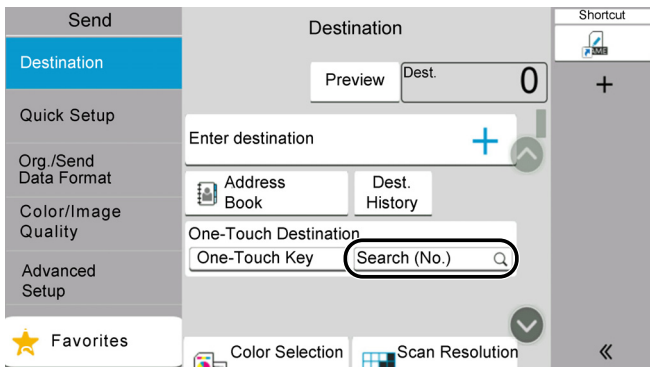 Send
Destination
Quick Setup
Org./Send
Data Format
Color/Image
Quality
Advanced
Setup
Favorites
Destination
Preview
Dest.
0
Enter destination
Address
Book
Dest.
History
One-Touch Destination
One-Touch Key
Search (No.)
Color Selection
Scan Resolution
Shortcut